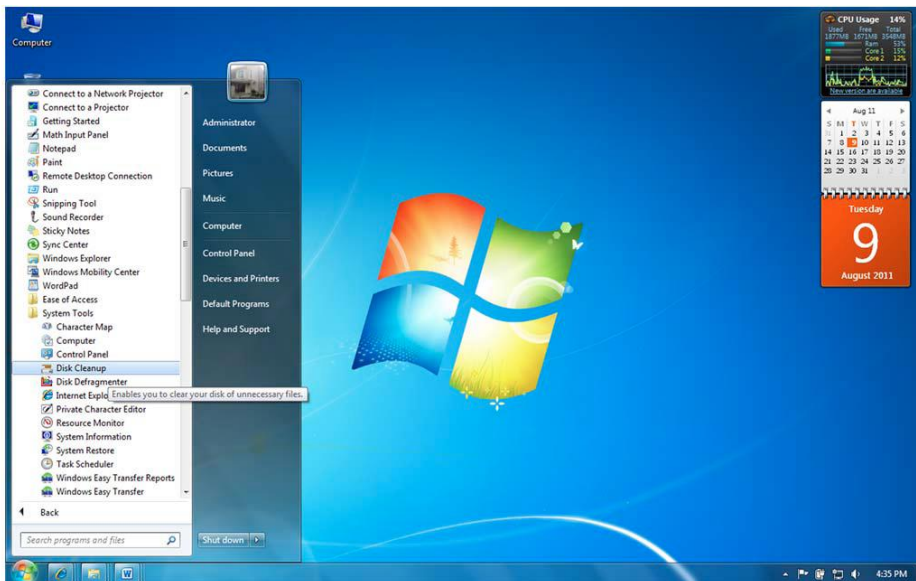 Computer
Connect to a Network Projector
Connect to a Projector
Getting Started
Math Input Panel
Notepad
Paint
Remote Desktop Connection
Run
Snipping Tool
Sound Recorder
Sticky Notes
Sync Center
Windows Explorer
Windows Mobility Center
WordPad
Ease of Access
System Tools
Character Map
Computer
Control Panel
Disk Cleanup
Disk Defragmenter
Internet Explo
Enables you to clear your disk of unnecessary files.
Private Character Editor
Resource Monitor
System Information
System Restore
Task Scheduler
Windows Easy Transfer Reports
Windows Easy Transfer
Back
Search programs and files
Administrator
Documents
Pictures
Music
Computer
Control Panel
Devices and Printers
Default Programs
Help and Support
Shut down
CPU Usage 14%
Used Free Total
1877MB 1671MB 3548MB
Ram 53%
Core 1 15%
Core 2 12%
New version are available
Aug 11
S M T W T F S
1 2 3 4 5 6
7 8 9 10 11 12 13
14 15 16 17 18 19 20
21 22 23 24 25 26 27
28 29 30 31
Tuesday
9
August 2011
4:35 PM